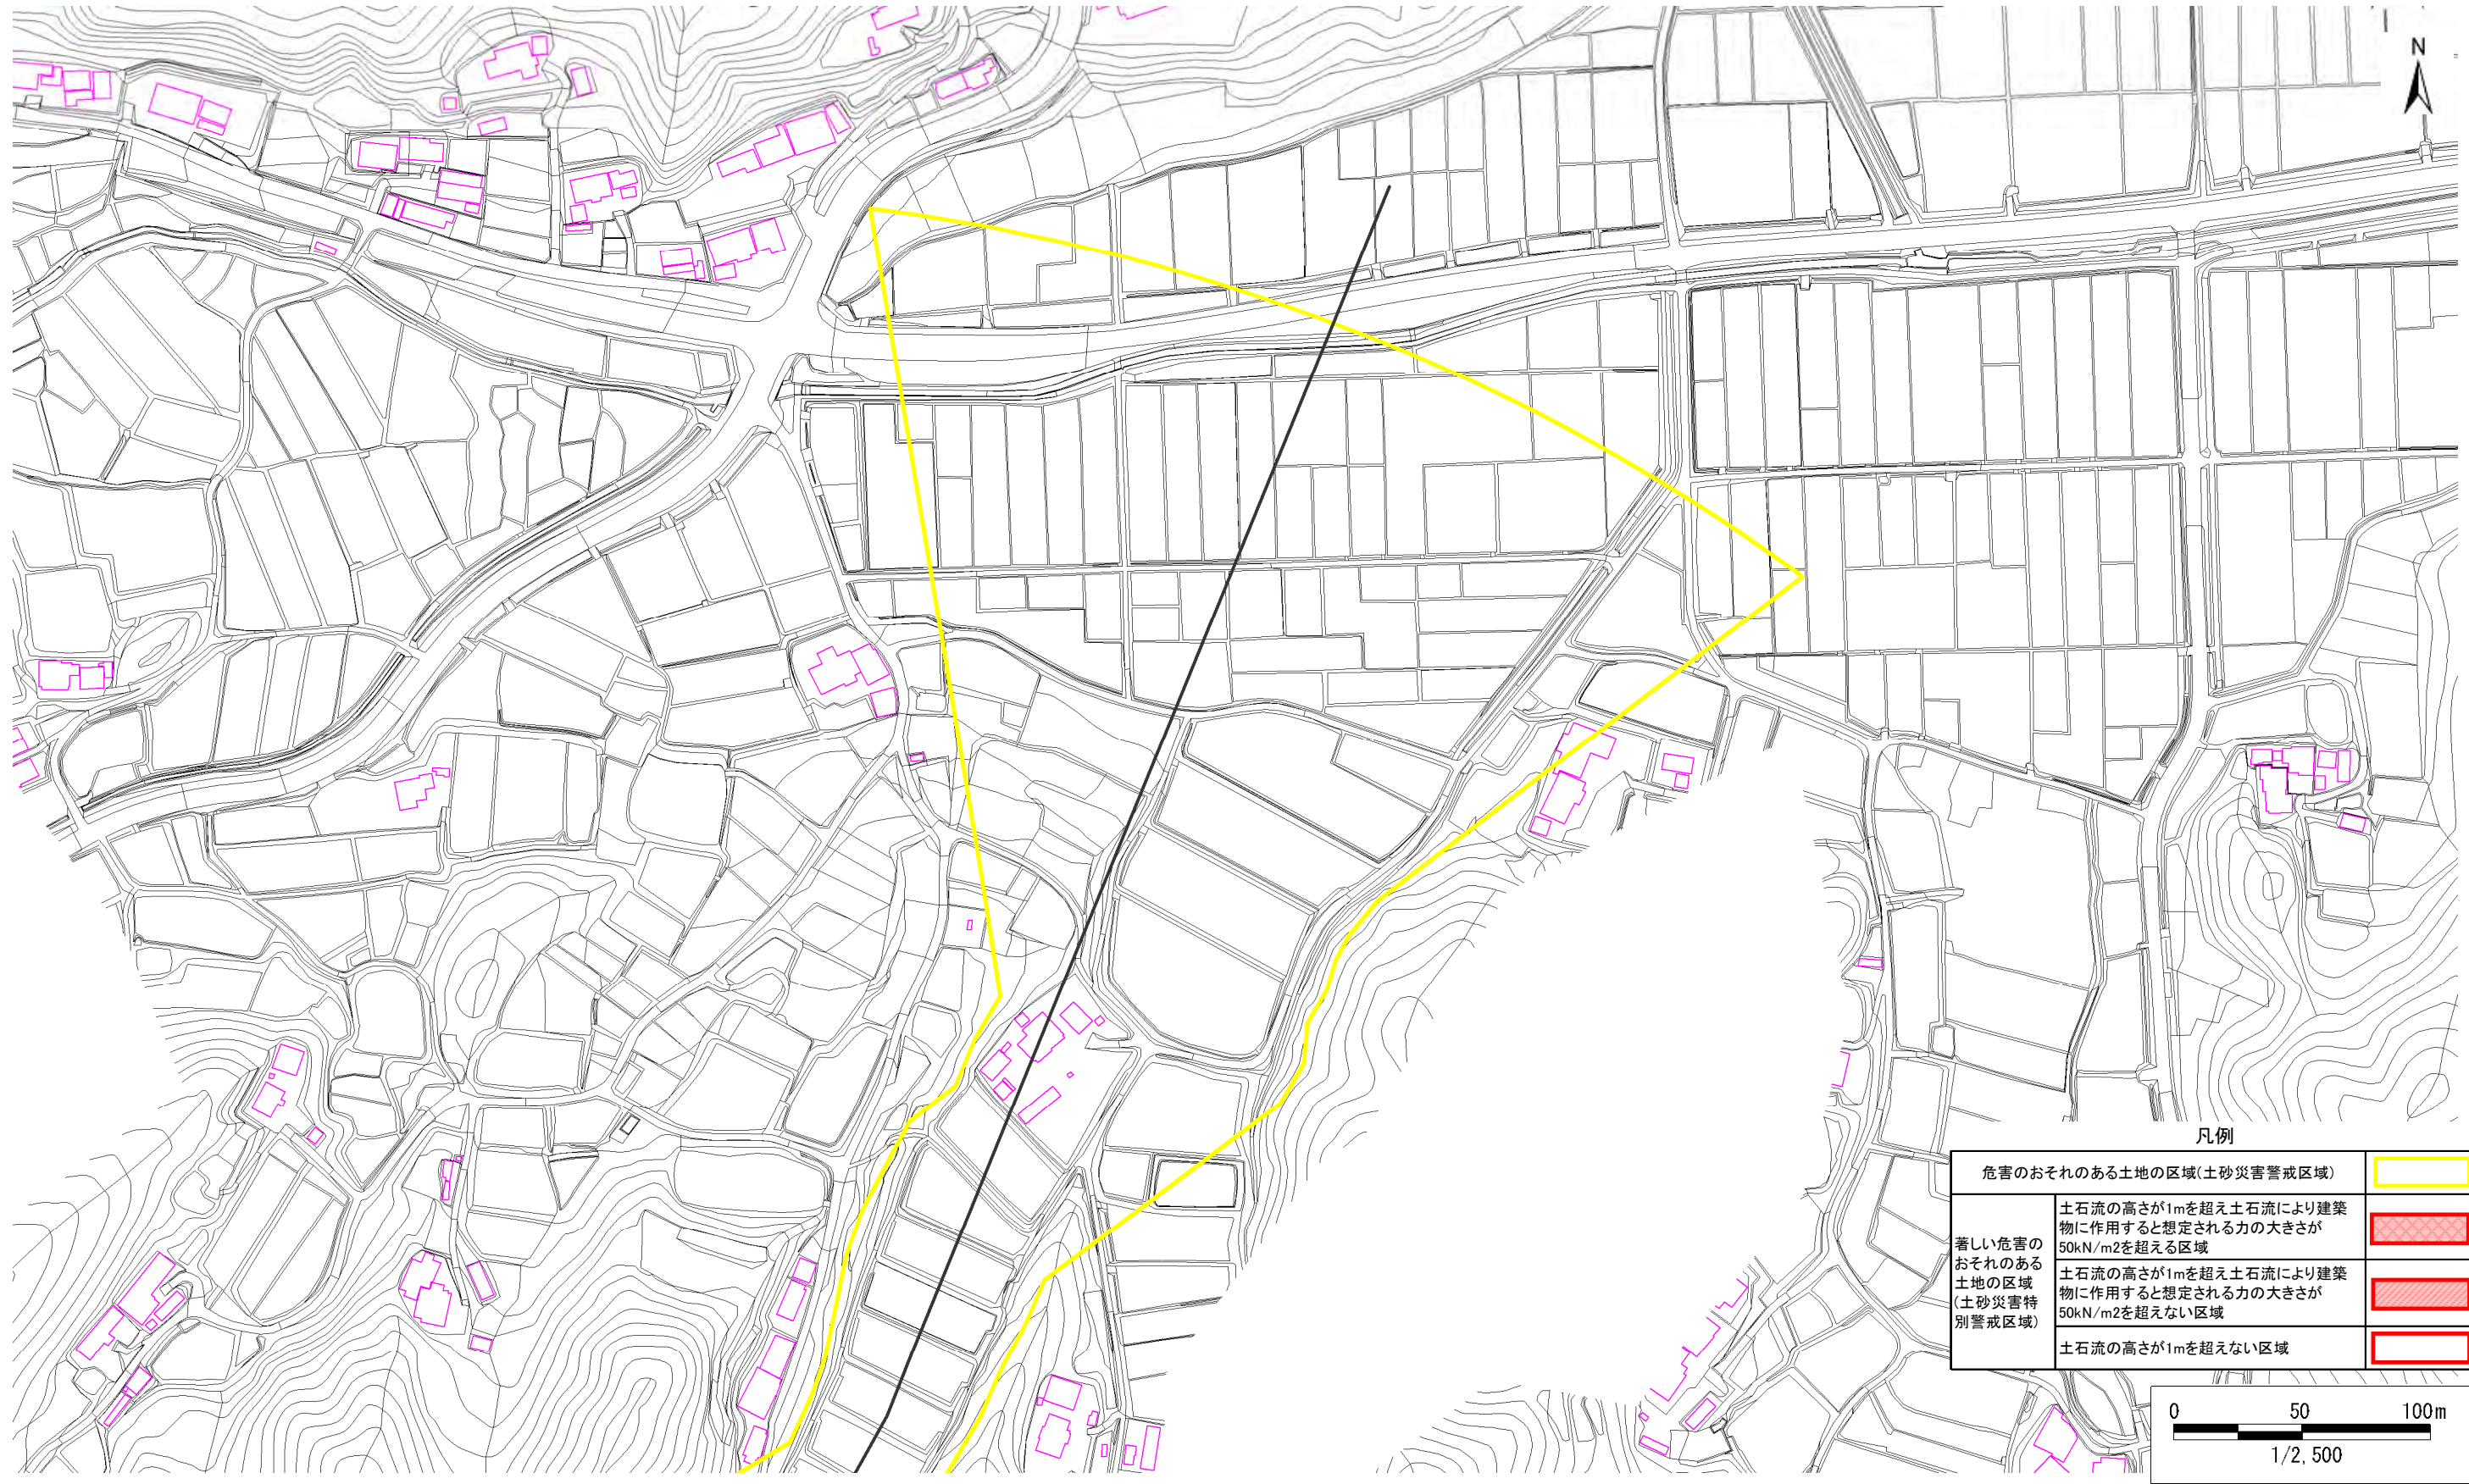 N
凡例
危害のおそれのある土地の区域(土砂災害警戒区域)
著しい危害の
おそれのある
土地の区域
(土砂災害特
別警戒区域)
土石流の高さが1mを超え土石流により建築
物に作用すると想定される力の大きさが
50kN/m2を超える区域
土石流の高さが1mを超え土石流により建築
物に作用すると想定される力の大きさが
50kN/m2を超えない区域
土石流の高さが1mを超えない区域
0 50 100m
1/2,500